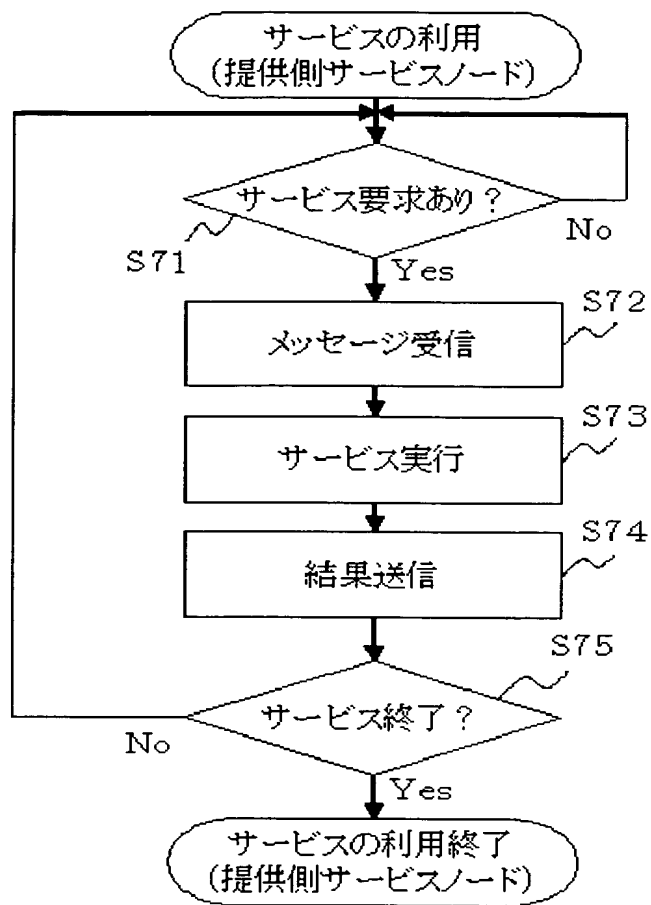 サービスの利用
(提供側サービスノード)
サービス要求あり？
No
S71
Yes
S72
メッセージ受信
S73
サービス実行
S74
結果送信
S75
サービス終了？
No
Yes
サービスの利用終了
(提供側サービスノード)